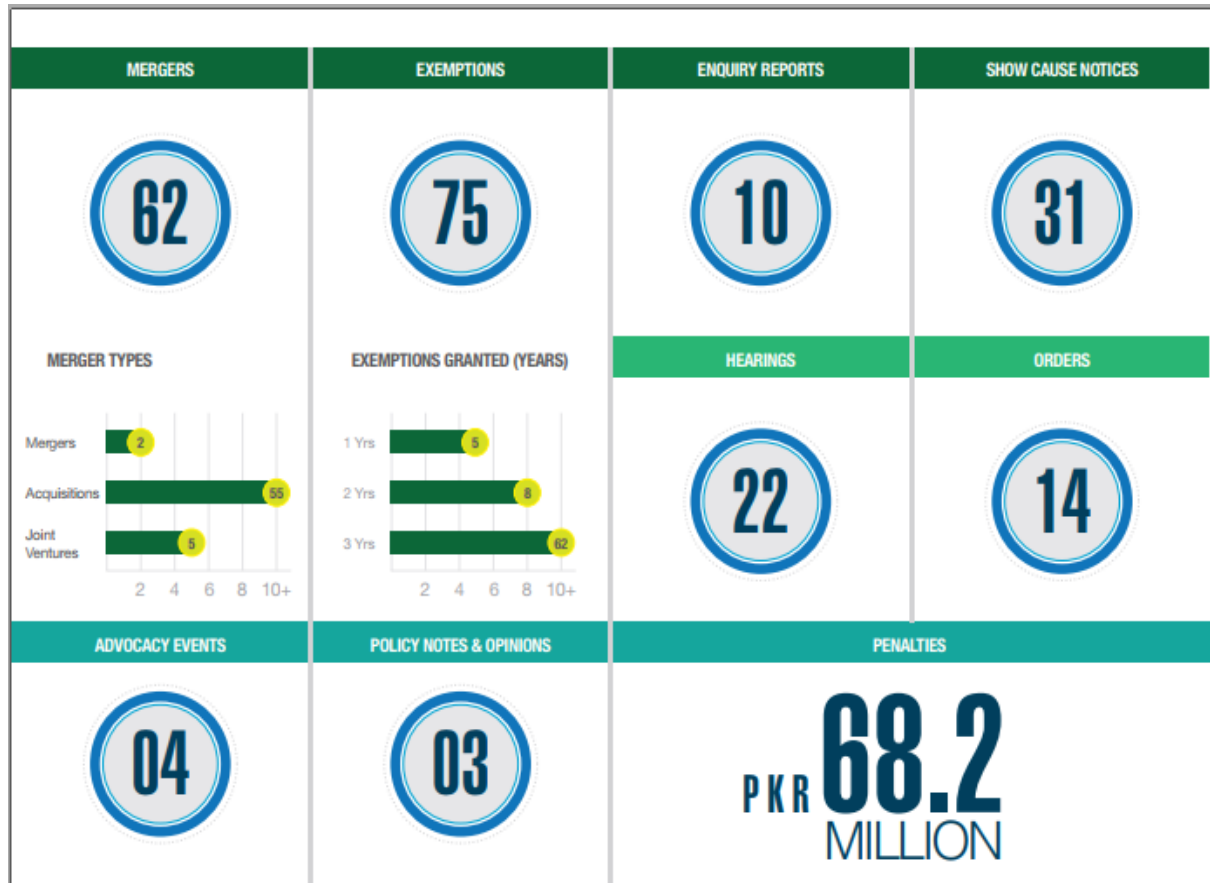 MERGERS
62
EXEMPTIONS
75
ENQUIRY REPORTS
10
SHOW CAUSE NOTICES
31
MERGER TYPES
Mergers
2
Acquisitions
55
Joint
Ventures
5
2 4 6 8 10+
EXEMPTIONS GRANTED (YEARS)
1 Yrs
5
2 Yrs
8
3 Yrs
62
2 4 6 8 10+
HEARINGS
22
ORDERS
14
ADVOCACY EVENTS
04
POLICY NOTES & OPINIONS
03
PENALTIES
PKR 68.2
MILLION